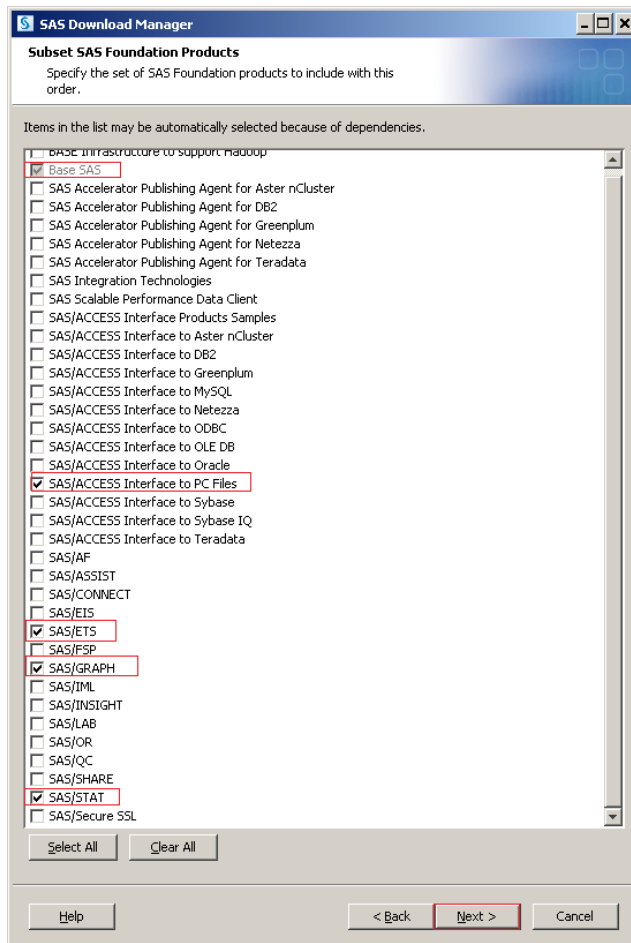 SAS Download Manager
Subset SAS Foundation Products
Specify the set of SAS Foundation products to include with this
order.
Items in the list may be automatically selected because of dependencies.
BASE Infrastructure to support Hadoop
Base SAS
SAS Accelerator Publishing Agent for Aster nCluster
SAS Accelerator Publishing Agent for DB2
SAS Accelerator Publishing Agent for Greenplum
SAS Accelerator Publishing Agent for Netezza
SAS Accelerator Publishing Agent for Teradata
SAS Integration Technologies
SAS Scalable Performance Data Client
SAS/ACCESS Interface Products Samples
SAS/ACCESS Interface to Aster nCluster
SAS/ACCESS Interface to DB2
SAS/ACCESS Interface to Greenplum
SAS/ACCESS Interface to MySQL
SAS/ACCESS Interface to Netezza
SAS/ACCESS Interface to ODBC
SAS/ACCESS Interface to OLE DB
SAS/ACCESS Interface to Oracle
SAS/ACCESS Interface to PC Files
SAS/ACCESS Interface to Sybase
SAS/ACCESS Interface to Sybase IQ
SAS/ACCESS Interface to Teradata
SAS/AF
SAS/ASSIST
SAS/CONNECT
SAS/EIS
SAS/ETS
SAS/FSP
SAS/GRAPH
SAS/IML
SAS/INSIGHT
SAS/LAB
SAS/OR
SAS/QC
SAS/SHARE
SAS/STAT
SAS/Secure SSL
Select All Clear All
Help < Back Next > Cancel